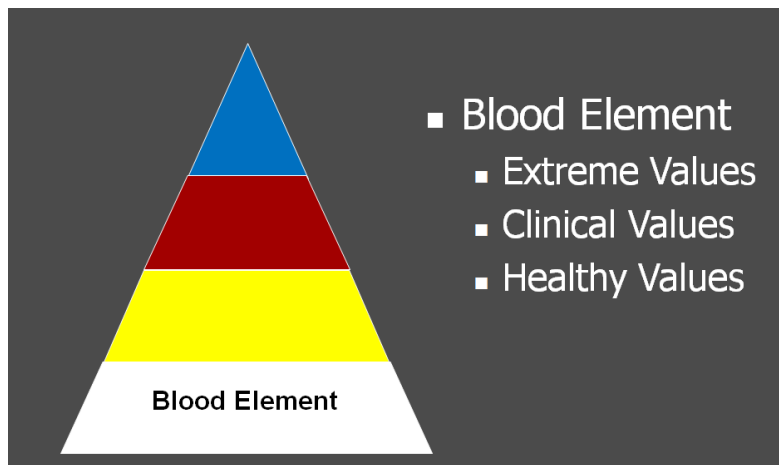 Blood Element
Extreme Values
Clinical Values
Healthy Values
Blood Element